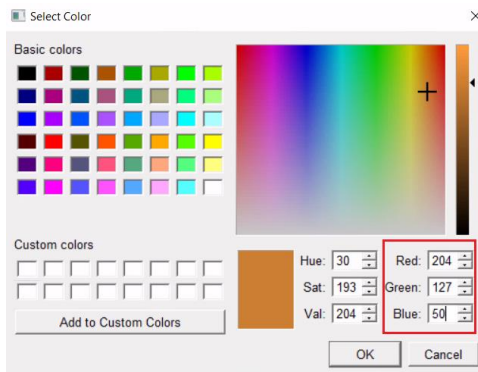 Select Color
Basic colors
Custom colors
Add to Custom Colors
Hue: 30
Red: 204
Sat: 193
Green: 127
Val: 204
Blue: 50
OK
Cancel